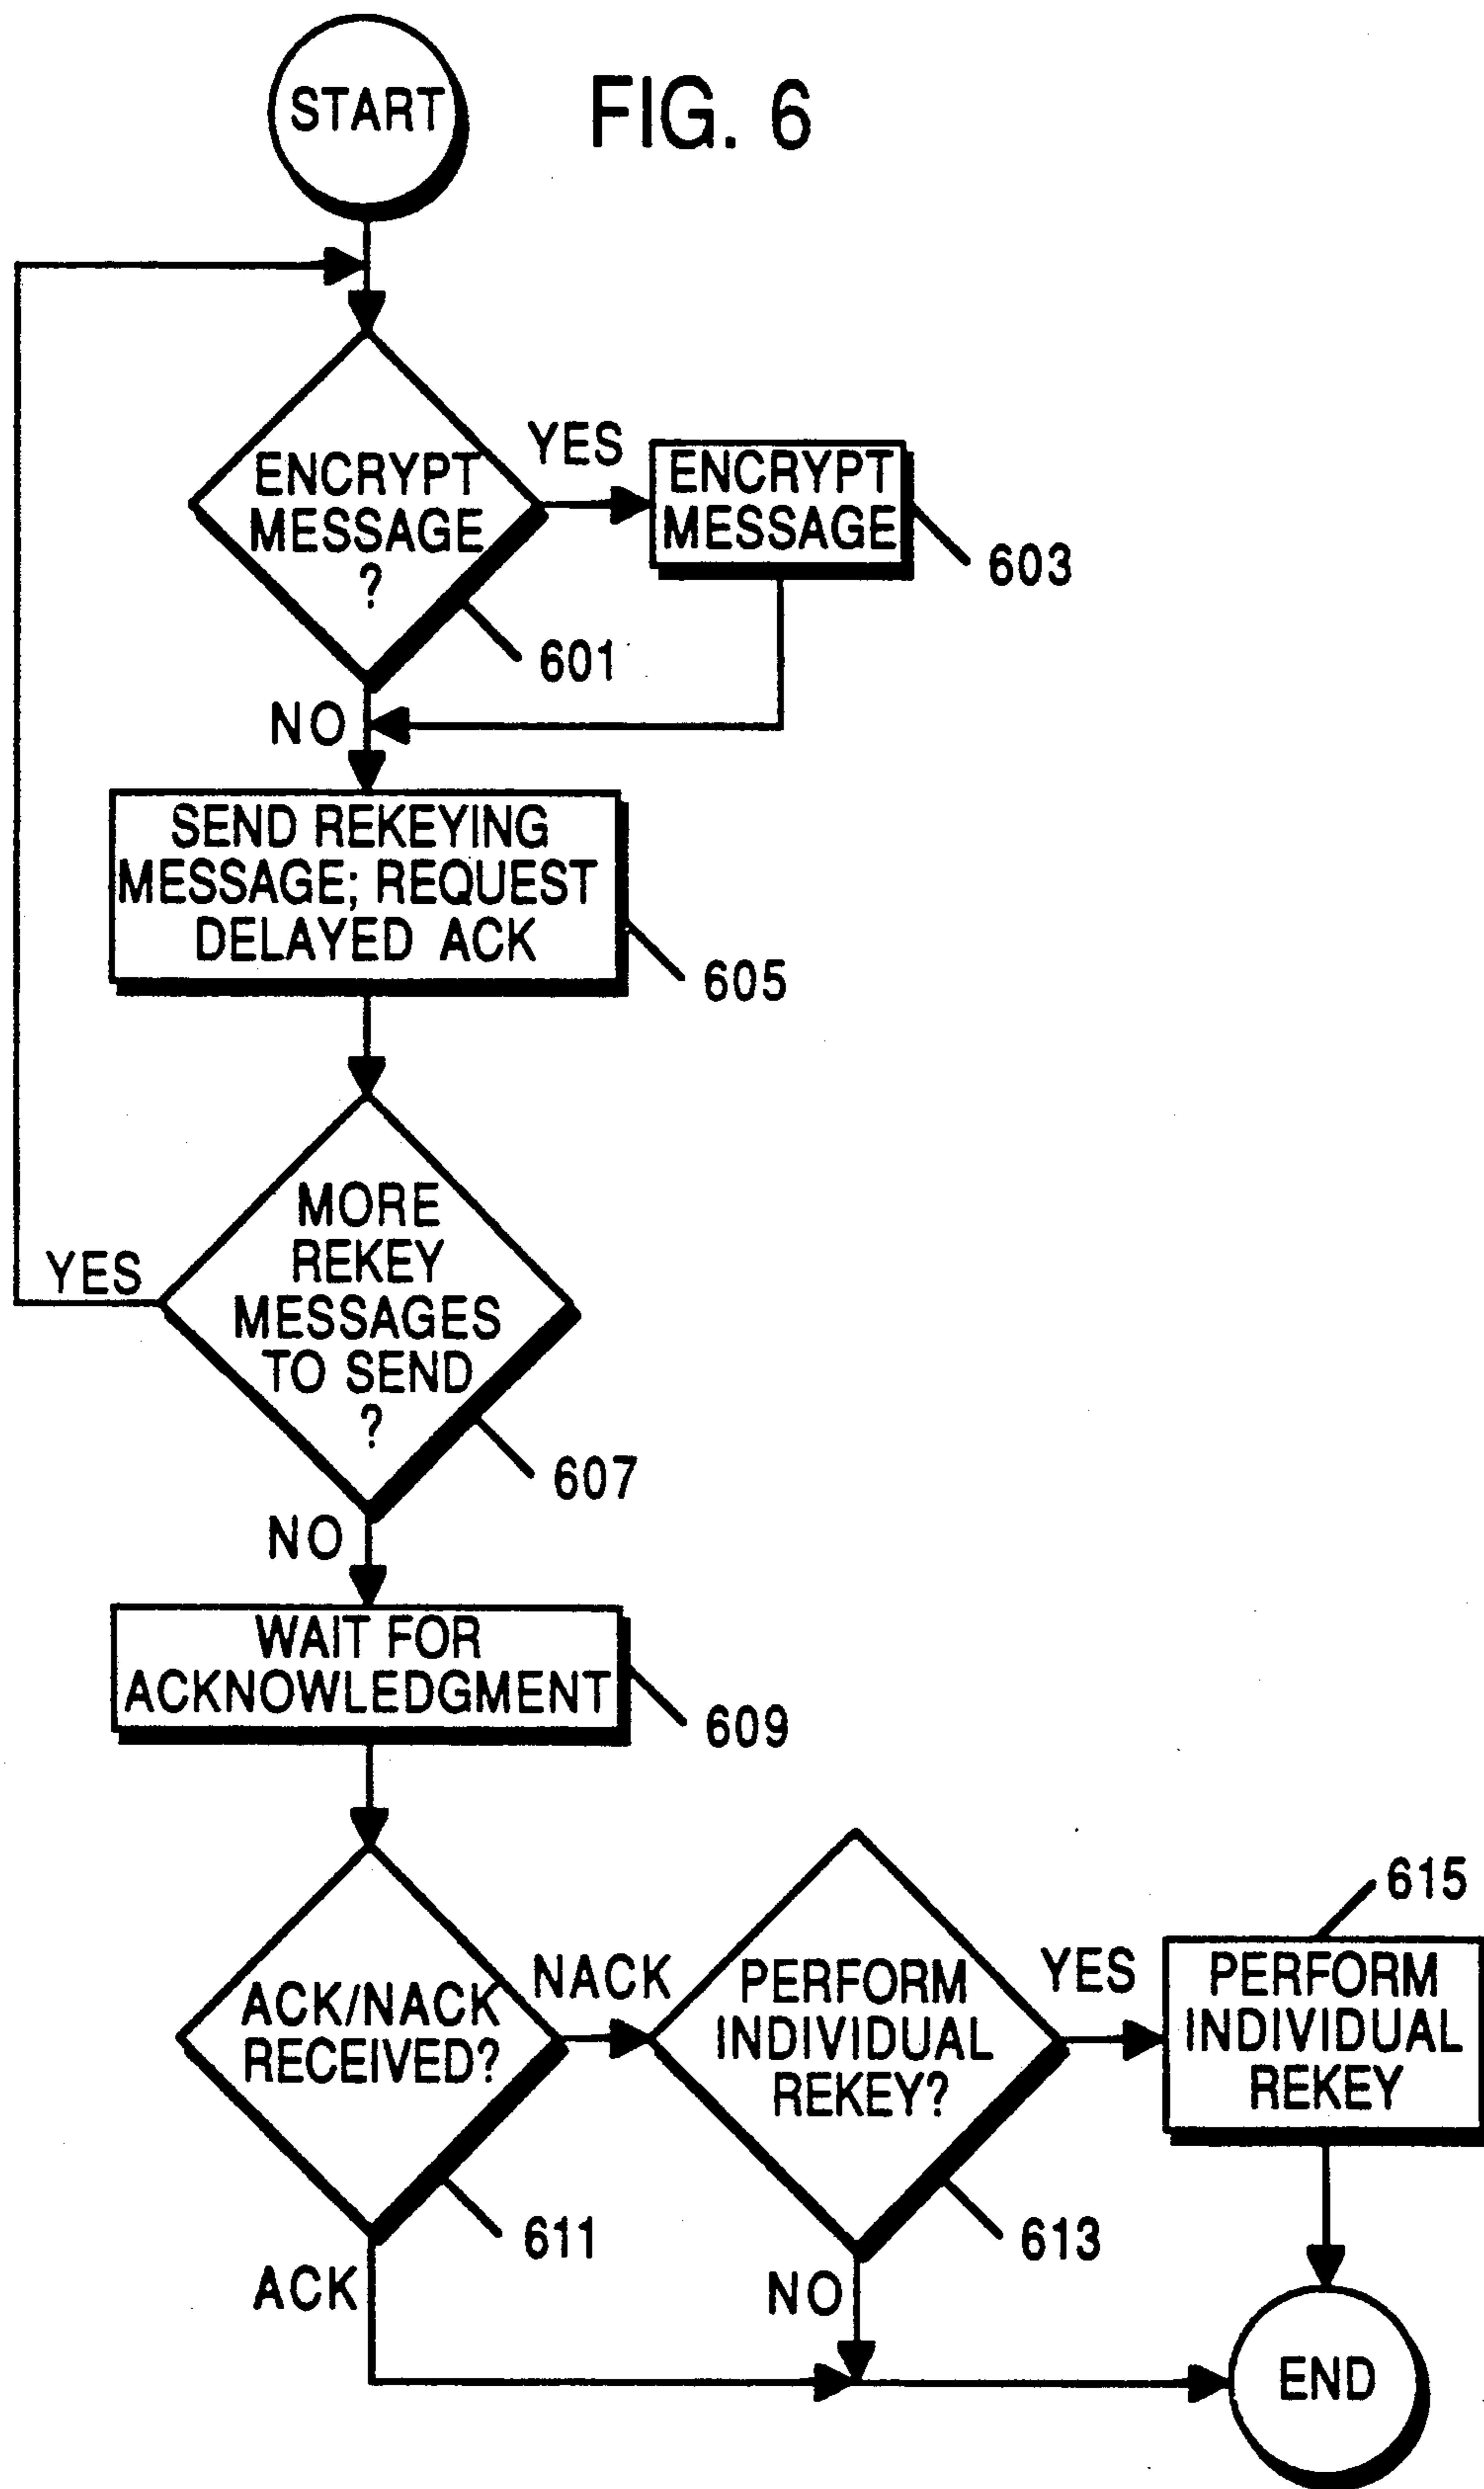 START
FIG. 6
ENCRYPT
MESSAGE
?
YES
ENCRYPT
MESSAGE
603
601
NO
SEND REKEYING
MESSAGE; REQUEST
DELAYED ACK
605
MORE
REKEY
MESSAGES
TO SEND
?
YES
607
NO
WAIT FOR
ACKNOWLEDGMENT
609
ACK/NACK
RECEIVED?
NACK
611
ACK
PERFORM
INDIVIDUAL
REKEY?
YES
613
NO
615
PERFORM
INDIVIDUAL
REKEY
END